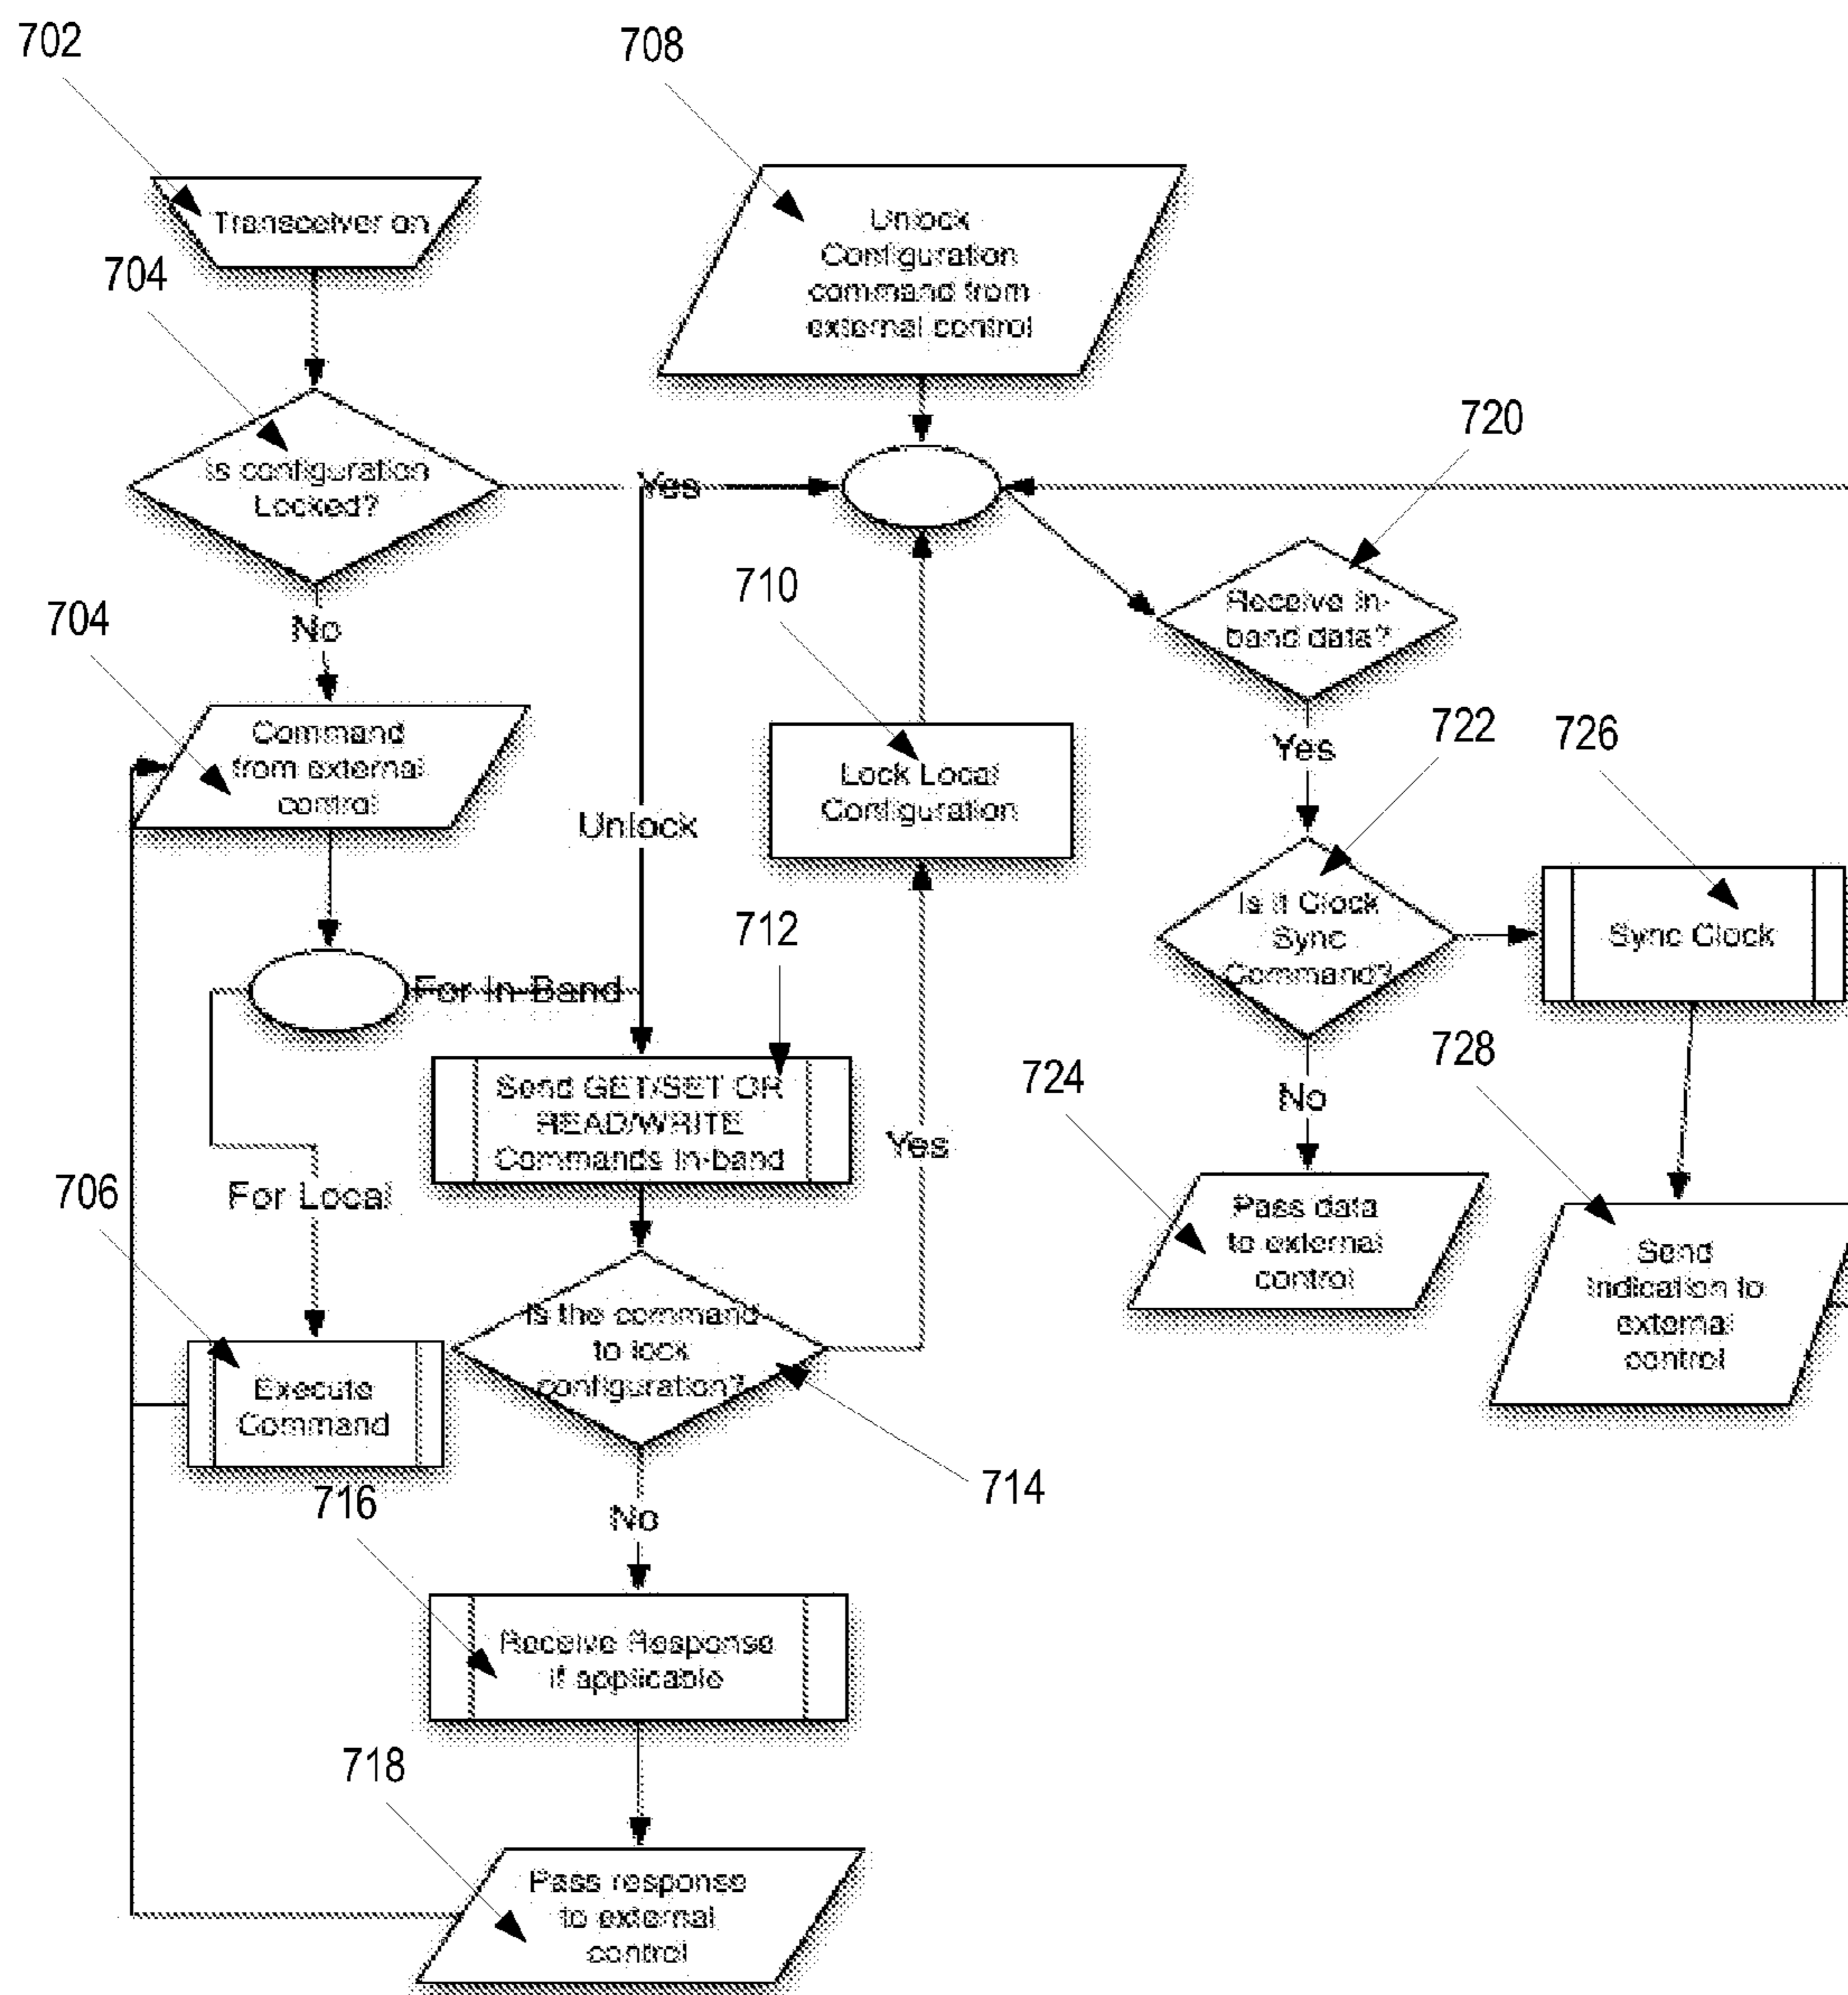 702
708
Transceiver on
Unlock
Configuration
command from
external control
704
720
Is configuration
Locked?
Yes
710
Receive in-
band data?
No
704
Command
from external
control
Lock Local
Configuration
Yes
722
726
Unlock
Is it Clock
Sync
Command?
Sync Clock
712
For In-Band
Send GET/SET OR
READ/WRITE
Commands in-band
Yes
728
724
No
706
For Local
Pass data
to external
control
Send
indication to
external
control
Is the command
to lock
configuration?
Execute
Command
714
716
No
Receive Response
if applicable
718
Pass response
to external
control